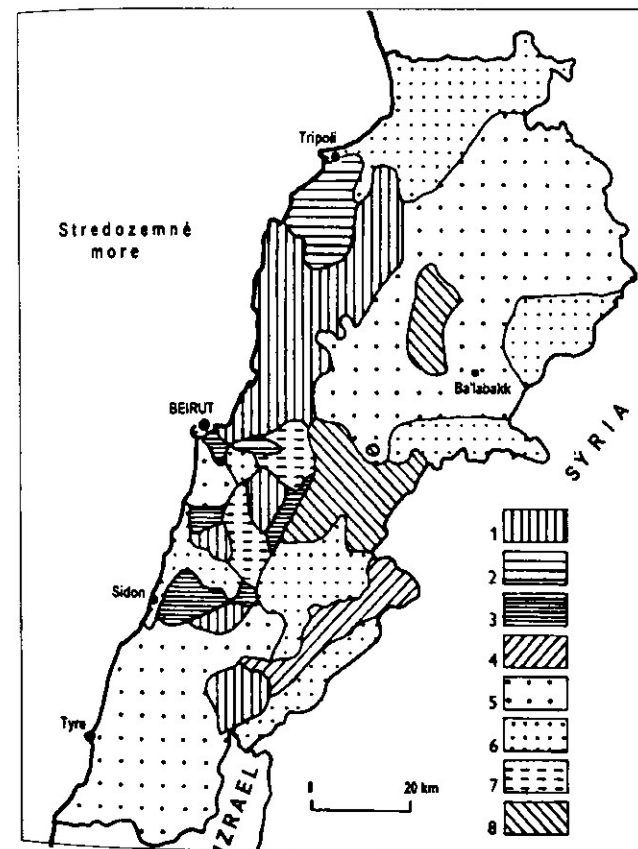 Tripoli
Stredozemné
more
Ba'labakk
BEIRUT
SÝRIA
Sidon
Tyre
IZRAEL
0 20 km
1
2
3
4
5
6
7
8